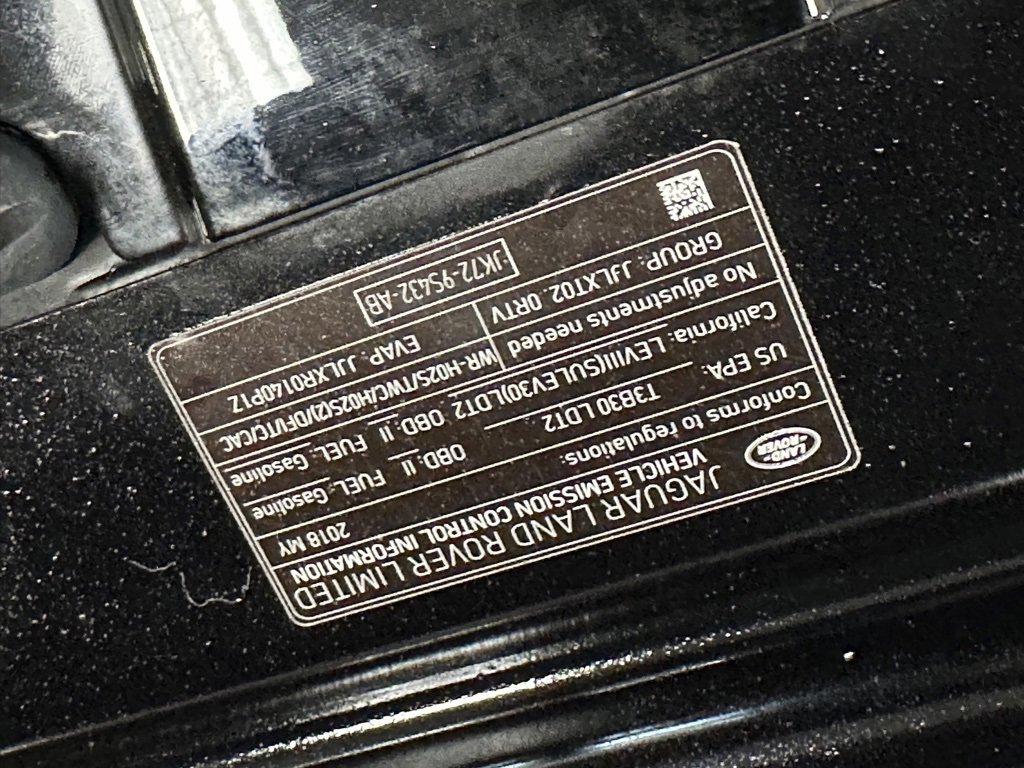 LAND-
-ROVER
JAGUAR LAND ROVER LIMITED
VEHICLE EMISSION CONTROL INFORMATION
Conforms to regulations: 2018 MY
US EPA: T3B30 LDT2 OBD: II FUEL: Gasoline
California: LEVIII(SULEV30)LDT2 OBD: II FUEL: Gasoline
No adjustments needed WR-HO2S/TWC/HO2S(2)/DFI/TC/CAC
GROUP: JJLXT02. 0RTV EVAP: JJLXR0140P1Z
JK72-9S432-AB